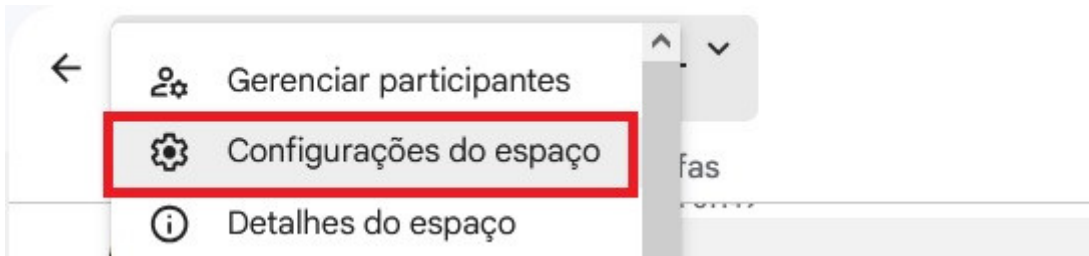 Gerenciar participantes
Configurações do espaço
fas
Detalhes do espaço